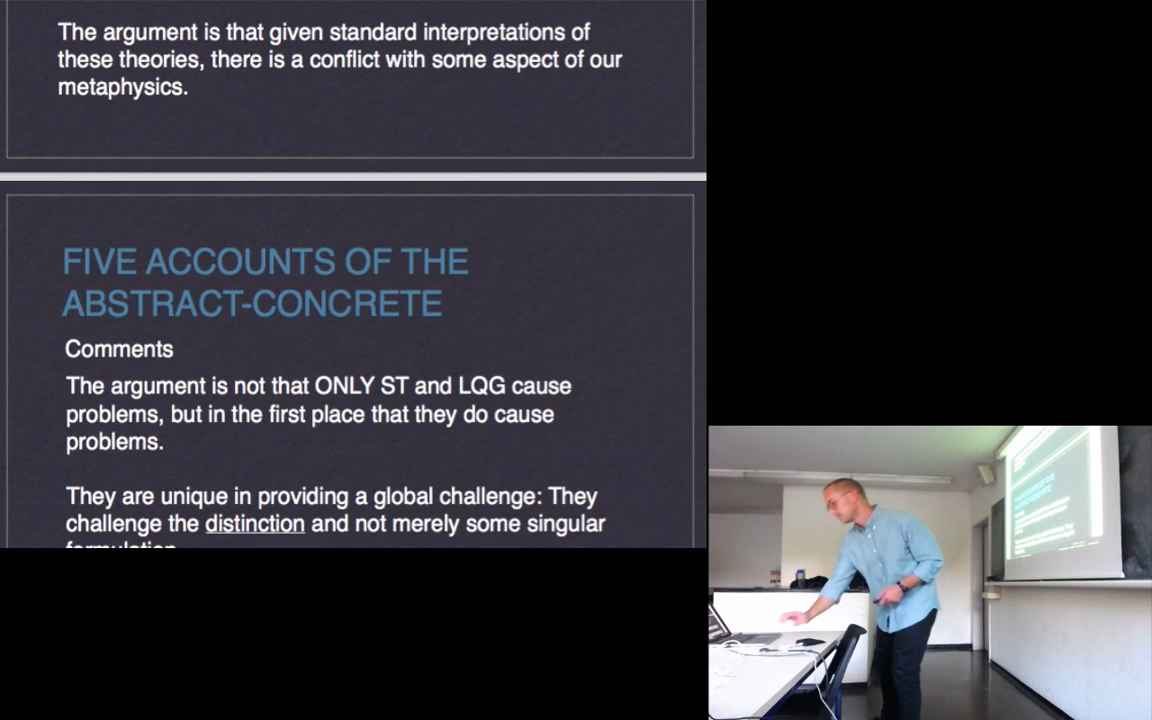 The argument is that given standard interpretations of
these theories, there is a conflict with some aspect of our
metaphysics.
FIVE ACCOUNTS OF THE
ABSTRACT-CONCRETE
Comments
The argument is not that ONLY ST and LQG cause
problems, but in the first place that they do cause
problems.
They are unique in providing a global challenge: They
challenge the distinction and not merely some singular
formulation.